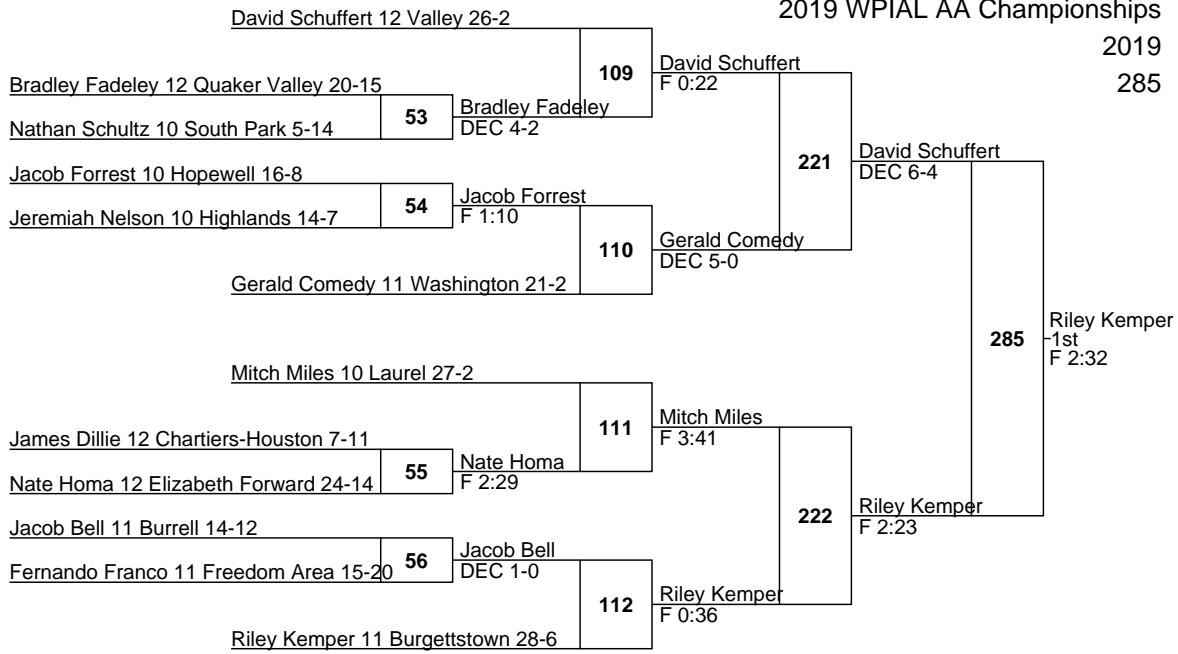 2019 WPIAL AA Championships
2019
285
David Schuffert 12 Valley 26-2
109
David Schuffert
F 0:22
Bradley Fadeley 12 Quaker Valley 20-15
53
Bradley Fadeley
DEC 4-2
Nathan Schultz 10 South Park 5-14
221
David Schuffert
DEC 6-4
Jacob Forrest 10 Hopewell 16-8
54
Jacob Forrest
F 1:10
Jeremiah Nelson 10 Highlands 14-7
110
Gerald Comedy
DEC 5-0
Gerald Comedy 11 Washington 21-2
285
Riley Kemper
1st
F 2:32
Mitch Miles 10 Laurel 27-2
111
Mitch Miles
F 3:41
James Dillie 12 Chartiers-Houston 7-11
55
Nate Homa
F 2:29
Nate Homa 12 Elizabeth Forward 24-14
222
Riley Kemper
F 2:23
Jacob Bell 11 Burrell 14-12
56
Jacob Bell
DEC 1-0
Fernando Franco 11 Freedom Area 15-20
112
Riley Kemper
F 0:36
Riley Kemper 11 Burgettstown 28-6